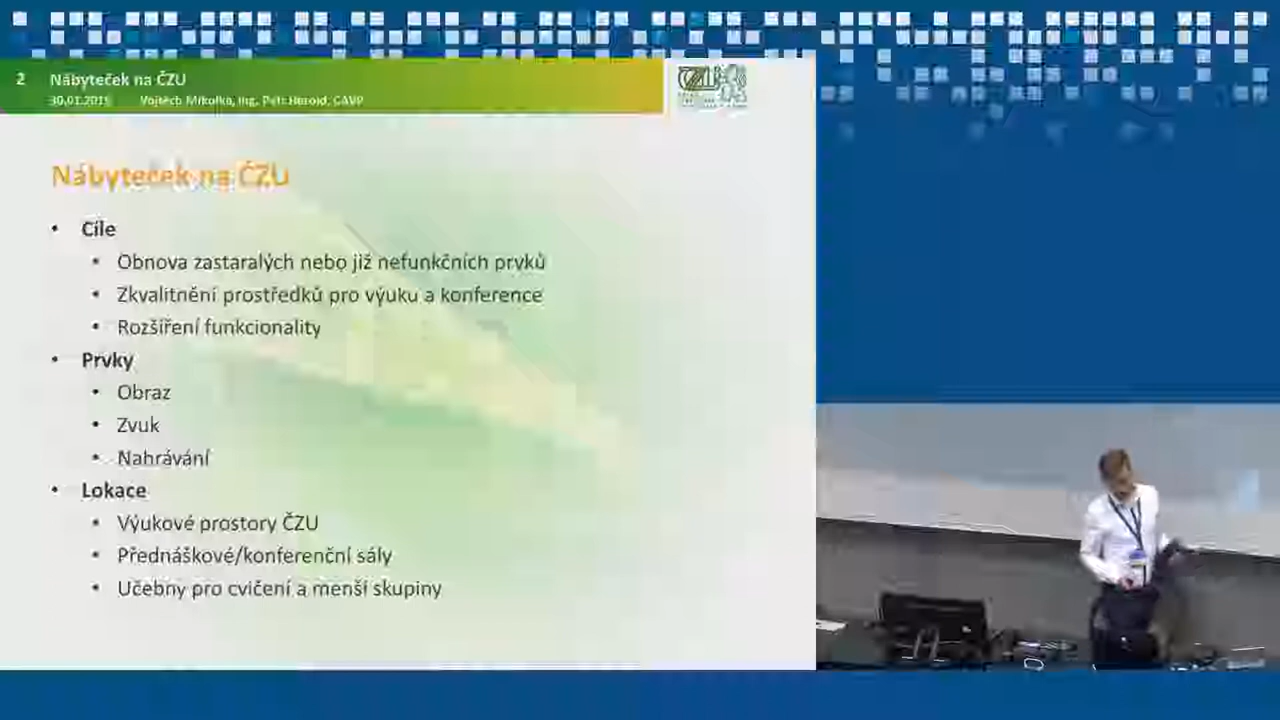 2 Nábyteček na ČZU
30.01.2019 Vojtěch Mikolka, Ing. Petr Herold, CAVP
Nábyteček na ČZU
• Cíle
• Obnova zastaralých nebo již nefunkčních prvků
• Zkvalitnění prostředků pro výuku a konference
• Rozšíření funkcionality
• Prvky
• Obraz
• Zvuk
• Nahrávání
• Lokace
• Výukové prostory ČZU
• Přednáškové/konferenční sály
• Učebny pro cvičení a menší skupiny